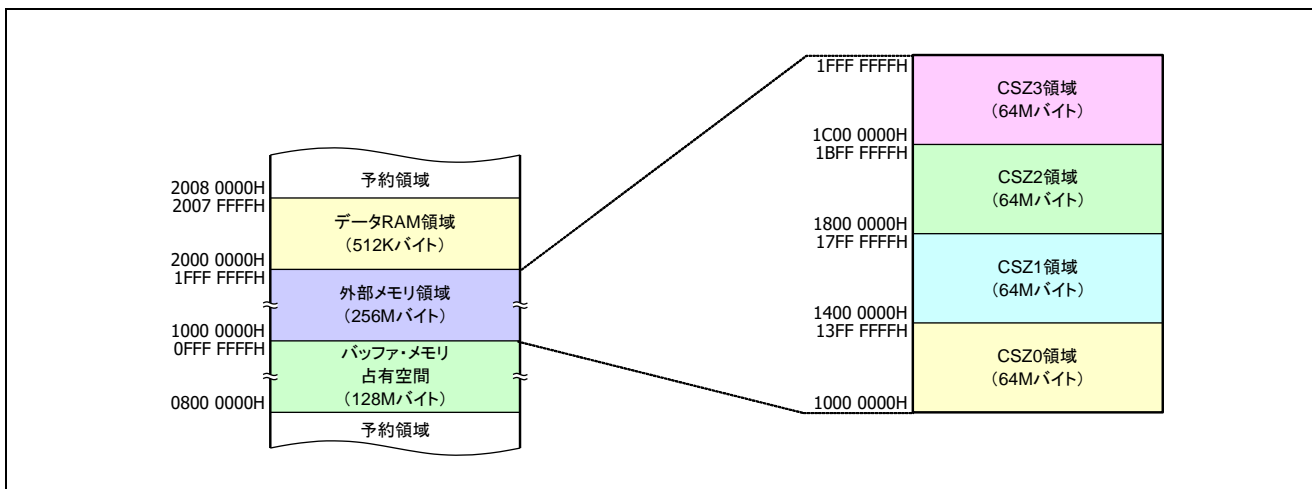 2008 0000H
2007 FFFFH
2000 0000H
1FFF FFFFH
1000 0000H
0FFF FFFFH
0800 0000H
予約領域
データRAM領域
(512Kバイト)
外部メモリ領域
(256Mバイト)
バッファ・メモリ
占有空間
(128Mバイト)
予約領域
1FFF FFFFH
1C00 0000H
1BFF FFFFH
1800 0000H
17FF FFFFH
1400 0000H
13FF FFFFH
1000 0000H
CSZ3領域
(64Mバイト)
CSZ2領域
(64Mバイト)
CSZ1領域
(64Mバイト)
CSZ0領域
(64Mバイト)